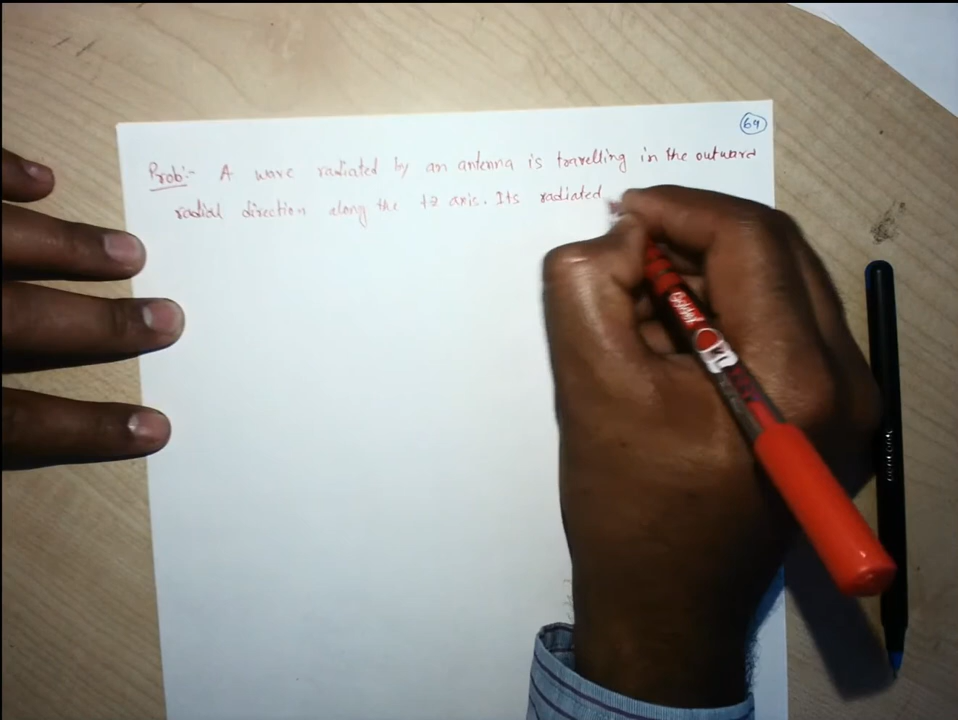 69
Prob:- A wave radiated by an antenna is travelling in the outward
radial direction along the +z axis. Its radiated